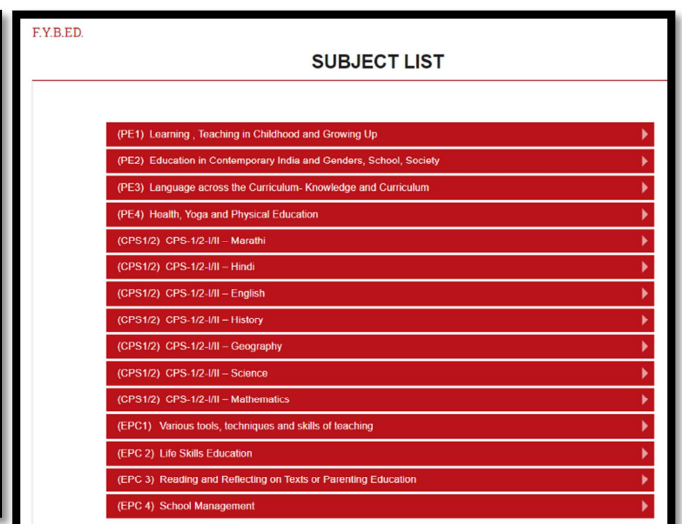 F.Y.B.ED.
SUBJECT LIST
(PE1) Learning , Teaching in Childhood and Growing Up
(PE2) Education in Contemporary India and Genders, School, Society
(PE3) Language across the Curriculum- Knowledge and Curriculum
(PE4) Health, Yoga and Physical Education
(CPS1/2) CPS-1/2-I/II – Marathi
(CPS1/2) CPS-1/2-I/II – Hindi
(CPS1/2) CPS-1/2-I/II – English
(CPS1/2) CPS-1/2-I/II – History
(CPS1/2) CPS-1/2-I/II – Geography
(CPS1/2) CPS-1/2-I/II – Science
(CPS1/2) CPS-1/2-I/II – Mathematics
(EPC1) Various tools, techniques and skills of teaching
(EPC 2) Life Skills Education
(EPC 3) Reading and Reflecting on Texts or Parenting Education
(EPC 4) School Management